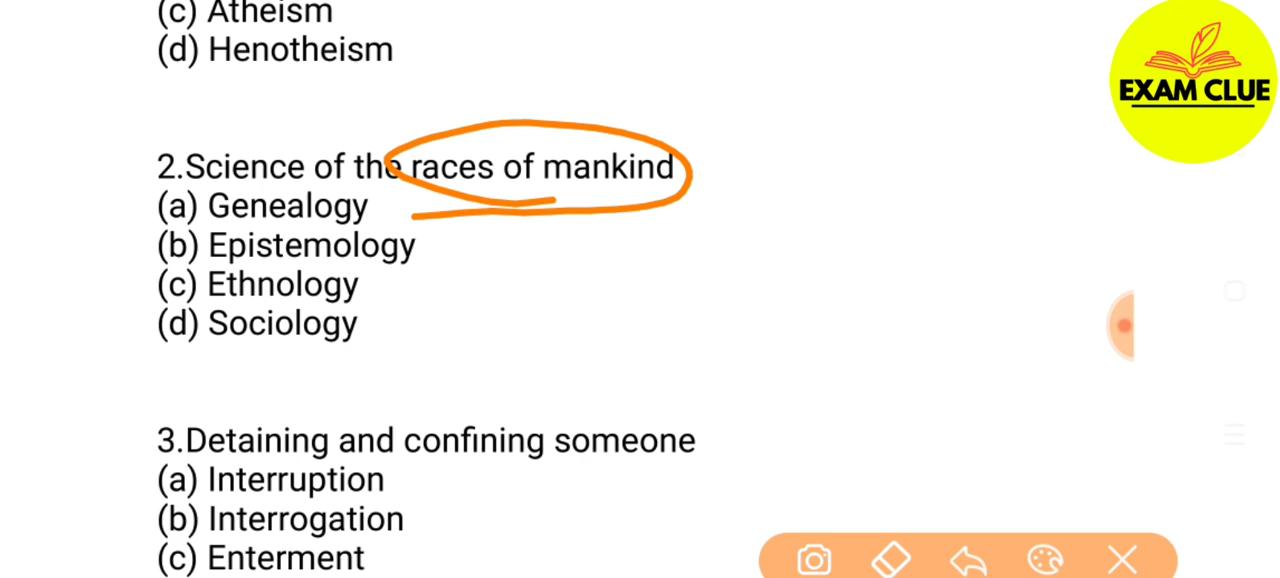 (c) Atheism
(d) Henotheism
EXAM CLUE
2.Science of the races of mankind
(a) Genealogy
(b) Epistemology
(c) Ethnology
(d) Sociology
3.Detaining and confining someone
(a) Interruption
(b) Interrogation
(c) Enterment